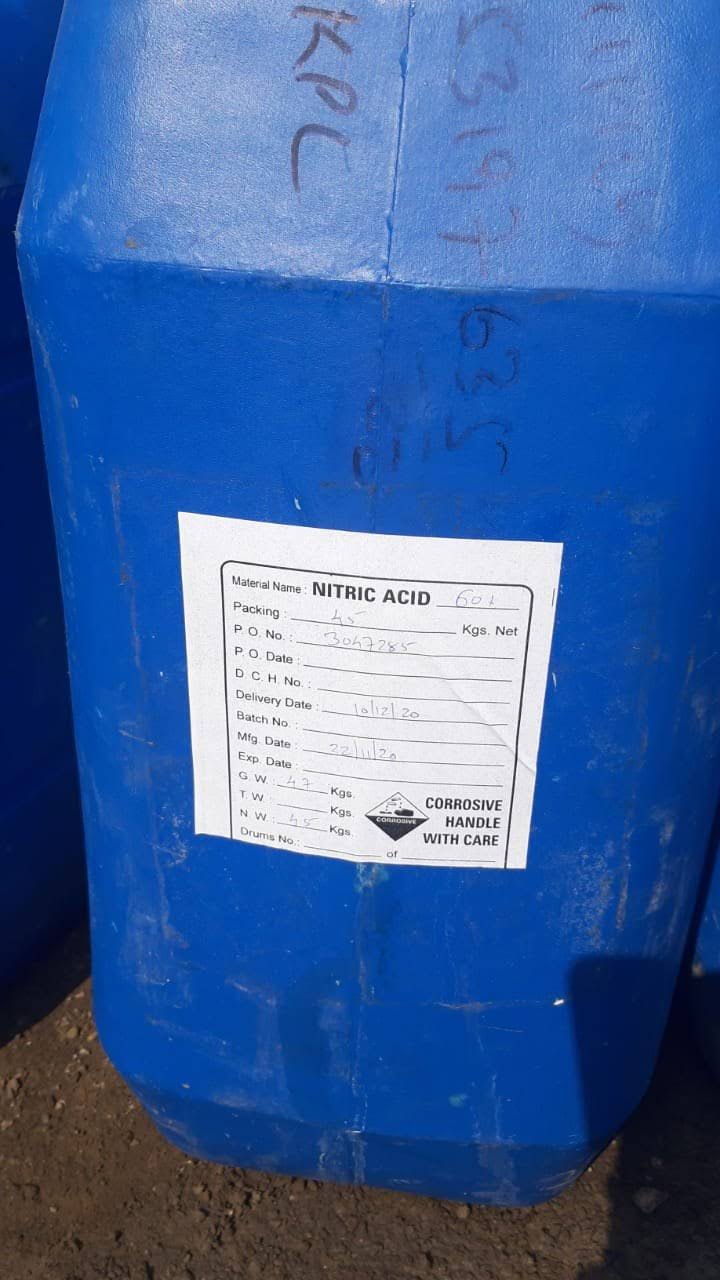 KPL
53197
635
Material Name : NITRIC ACID 60%
Packing : 45 Kgs. Net
P. O. No. : 3047285
P. O. Date :
D. C. H. No. :
Delivery Date : 10/12/20
Batch No. :
Mfg. Date : 22/11/20
Exp. Date :
G. W. : 47 Kgs.
T. W. Kgs.
N. W. : 45 Kgs.
Drums No.: of
CORROSIVE
CORROSIVE
HANDLE
WITH CARE